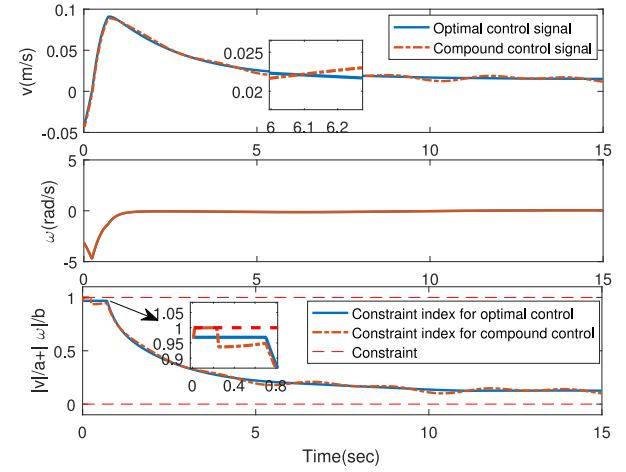 0.1
0.05
0
-0.05
v(m/s)
Optimal control signal
Compound control signal
0.025
0.02
6 6.1 6.2
0 5 10 15
5
0
-5
ω(rad/s)
0 5 10 15
1
0.5
0
|v|/a+| ω|/b
1.05
1
0.95
0.9
0 0.4 0.8
Constraint index for optimal control
Constraint index for compound control
Constraint
0 5 10 15
Time(sec)